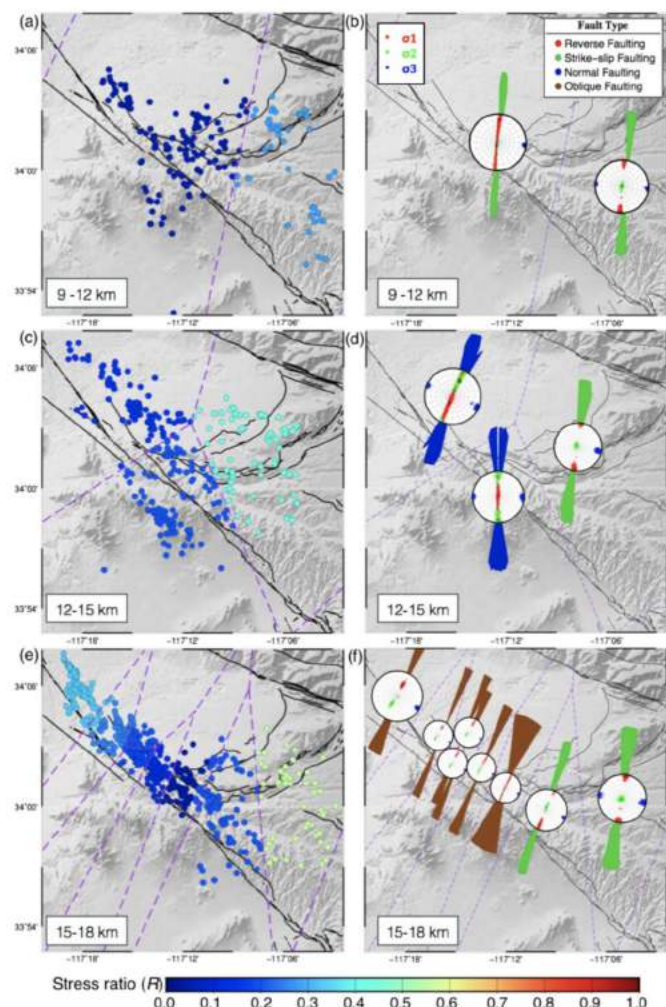 (a)
(b)
σ1
σ2
σ3
Fault Type
Reverse Faulting
Strike-slip Faulting
Normal Faulting
Oblique Faulting
34°00'
33°54'
9 -12 km
9 -12 km
-117°18' -117°12' -117°06' -117°18' -117°12' -117°06'
(c)
(d)
34°06'
34°00'
33°54'
12-15 km
12-15 km
-117°18' -117°12' -117°06' -117°18' -117°12' -117°06'
(e)
(f)
34°06'
34°00'
33°54'
15-18 km
15-18 km
-117°18' -117°12' -117°06' -117°18' -117°12' -117°06'
Stress ratio (R)
0.0 0.1 0.2 0.3 0.4 0.5 0.6 0.7 0.8 0.9 1.0